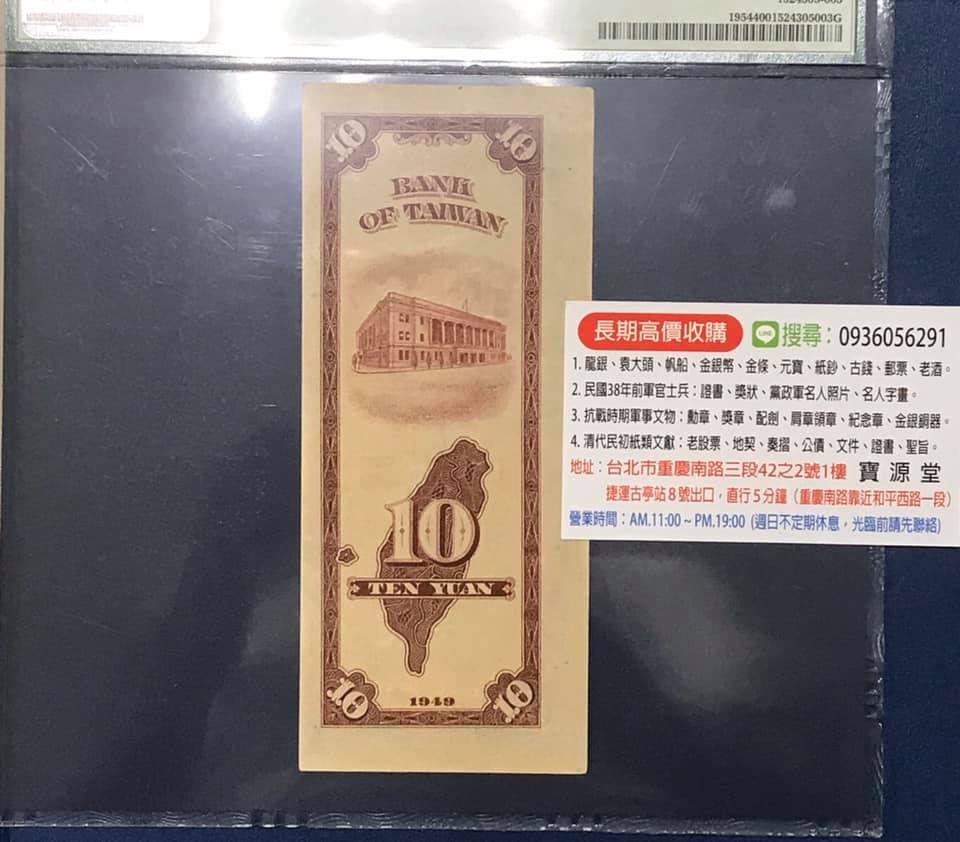 19544001524305003G
10 10
BANK
OF TAIWAN
10
TEN YUAN
10 1949 10
長期高價收購 LINE 搜尋：0936056291
1. 龍銀、袁大頭、帆船、金銀幣、金條、元寶、紙鈔、古錢、郵票、老酒。
2. 民國38年前軍官士兵：證書、獎狀、黨政軍名人照片、名人字畫。
3. 抗戰時期軍事文物：勳章、獎章、配劍、肩章領章、紀念章、金銀銅器。
4. 清代民初紙類文獻：老股票、地契、奏摺、公債、文件、證書、聖旨。
地址：台北市重慶南路三段42之2號1樓 寶源堂
捷運古亭站8號出口，直行5分鐘（重慶南路靠近和平西路一段）
營業時間：AM.11:00 ~ PM.19:00 (週日不定期休息，光臨前請先聯絡)